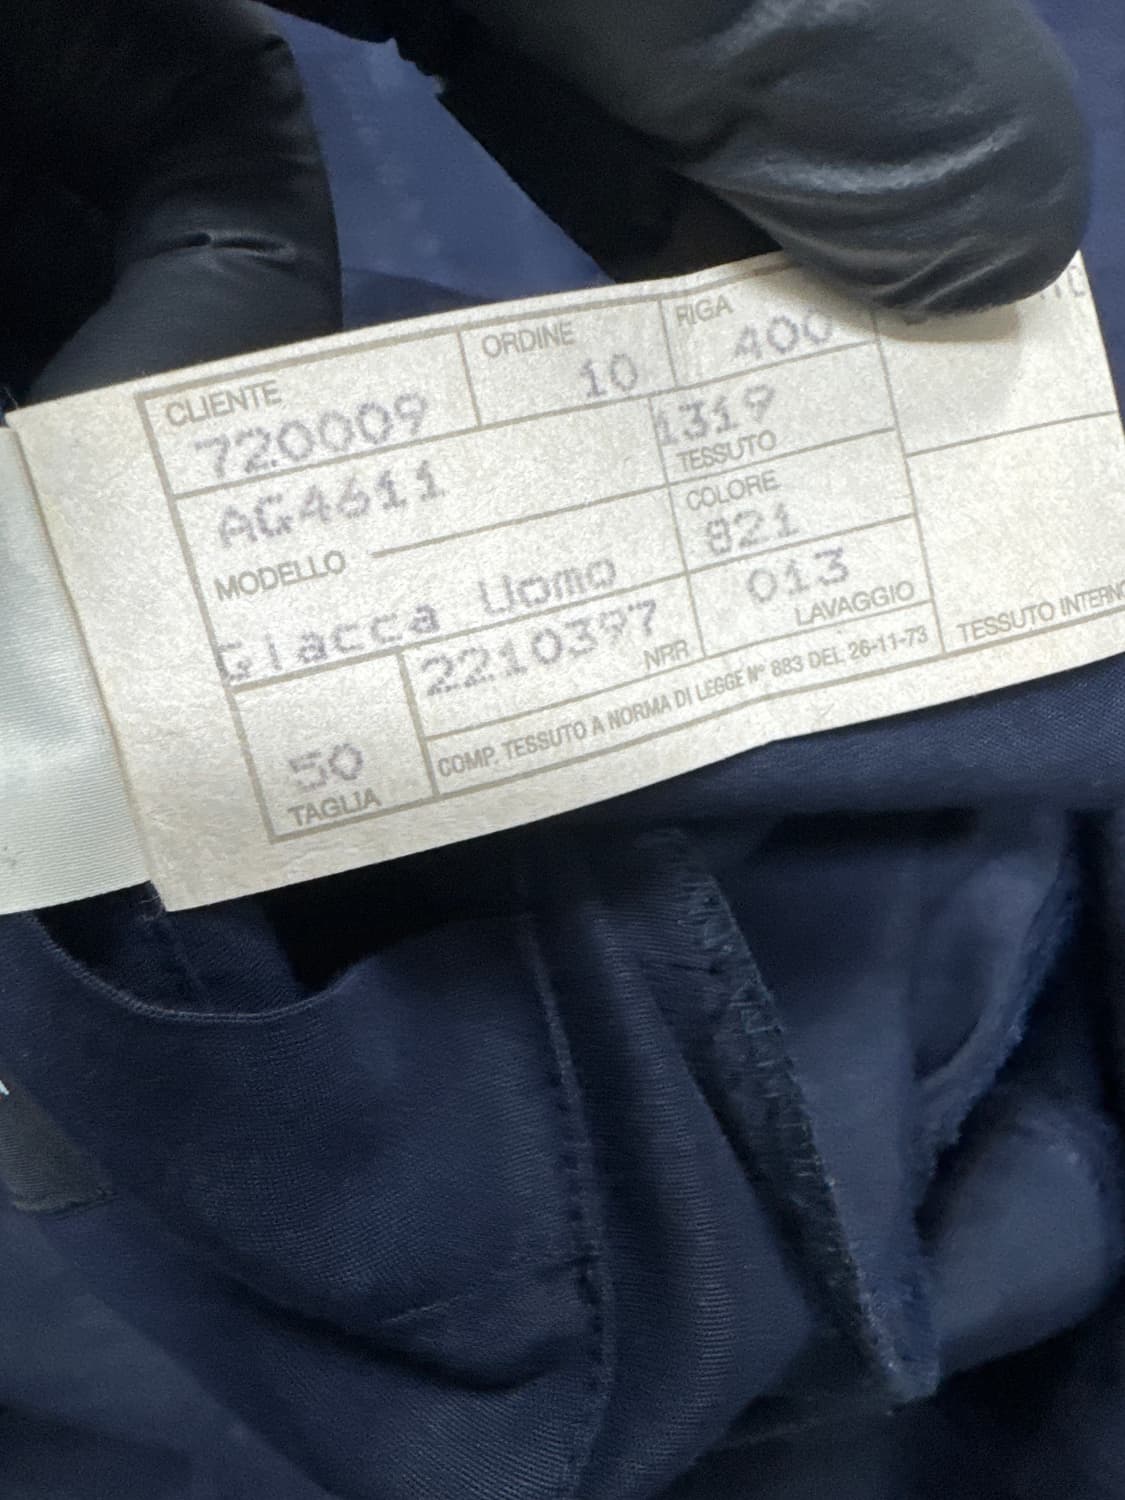 CLIENTE
720009
ORDINE
10
RIGA
400
AG4611
MODELLO
1319
TESSUTO
COLORE
821
Giacca Uomo
2210397
NRR
013
LAVAGGIO
50
TAGLIA
COMP. TESSUTO A NORMA DI LEGGE N° 883 DEL 26-11-73
TESSUTO INTERNO